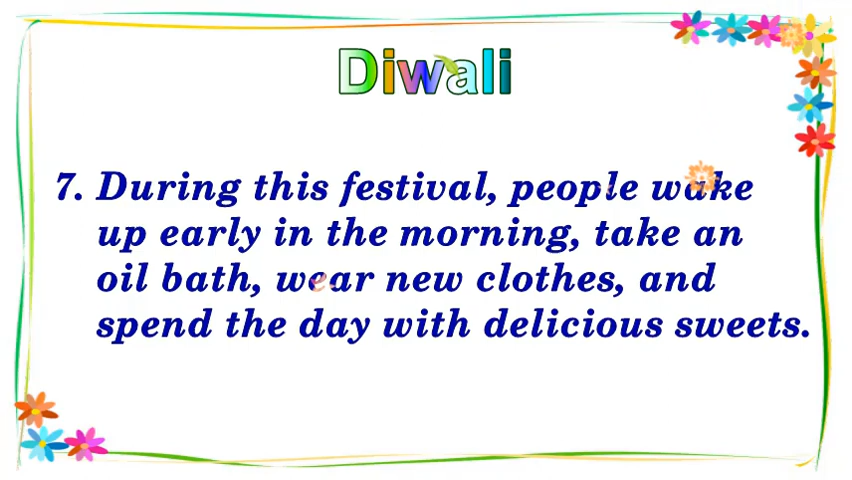 Diwali
7. During this festival, people wake
up early in the morning, take an
oil bath, wear new clothes, and
spend the day with delicious sweets.